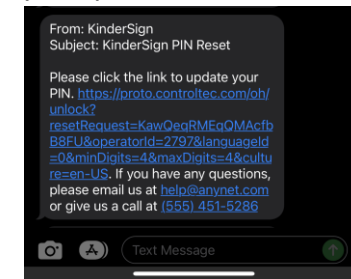 From: KinderSign
Subject: KinderSign PIN Reset
Please click the link to update your
PIN. https://proto.controltec.com/oh/
unlock?
resetRequest=KawQeqRMEqQMAcfb
B8FU&operatorId=2797&languageId
=0&minDigits=4&maxDigits=4&cultu
re=en-US. If you have any questions,
please email us at help@anynet.com
or give us a call at (555) 451-5286
Text Message